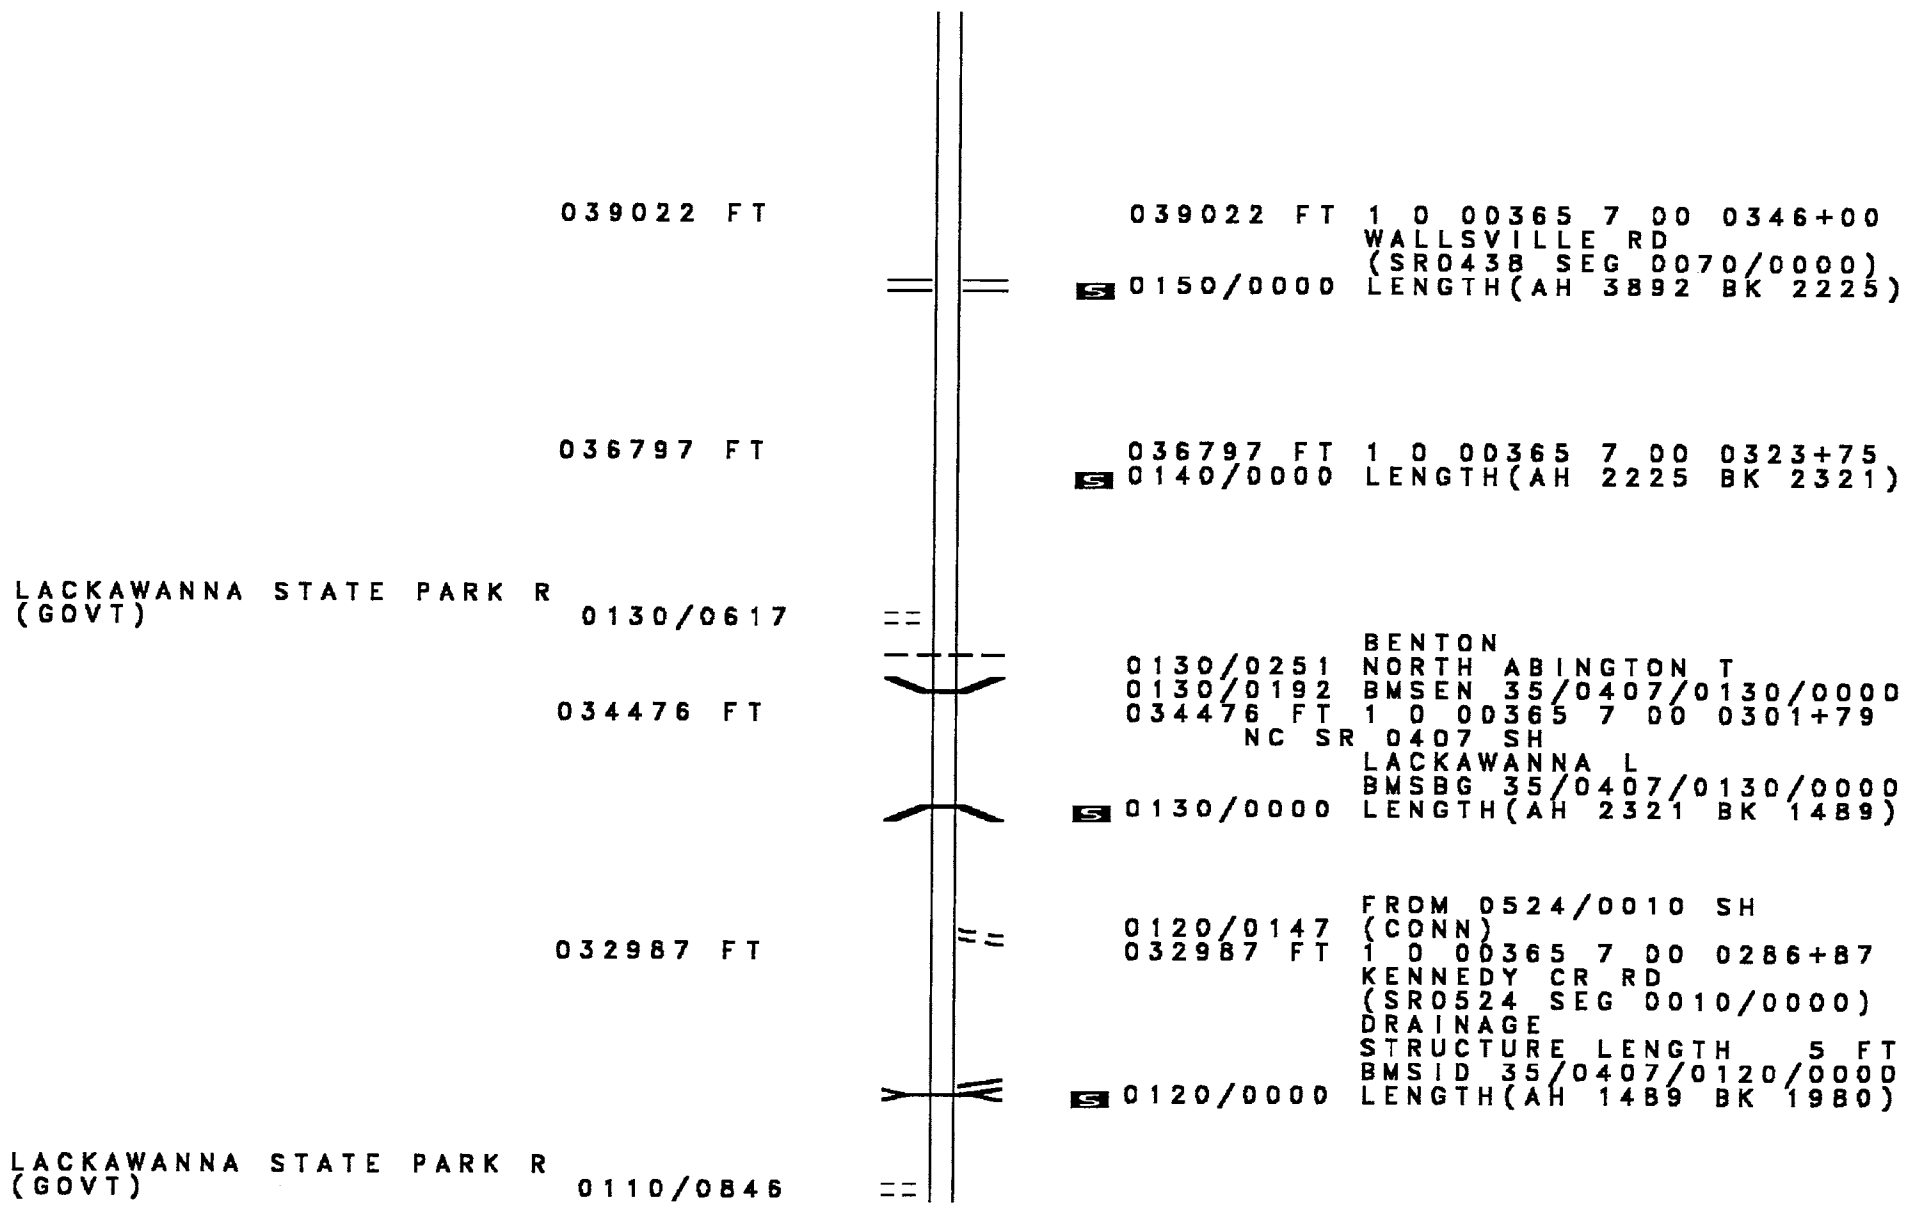 039022 FT 039022 FT 1 0 00365 7 00 0346+00
WALLSVILLE RD
(SR0438 SEG 0070/0000)
S 0150/0000 LENGTH(AH 3892 BK 2225)
036797 FT 036797 FT 1 0 00365 7 00 0323+75
S 0140/0000 LENGTH(AH 2225 BK 2321)
LACKAWANNA STATE PARK R
(GOVT) 0130/0617
BENTON
0130/0251 NORTH ABINGTON T
0130/0192 BMSEN 35/0407/0130/0000
034476 FT 034476 FT 1 0 00365 7 00 0301+79
NC SR 0407 SH
LACKAWANNA L
BMSBG 35/0407/0130/0000
S 0130/0000 LENGTH(AH 2321 BK 1489)
FROM 0524/0010 SH
0120/0147 (CONN)
032987 FT 032987 FT 1 0 00365 7 00 0286+87
KENNEDY CR RD
(SR0524 SEG 0010/0000)
DRAINAGE
STRUCTURE LENGTH 5 FT
BMSID 35/0407/0120/0000
S 0120/0000 LENGTH(AH 1489 BK 1980)
LACKAWANNA STATE PARK R
(GOVT) 0110/0846